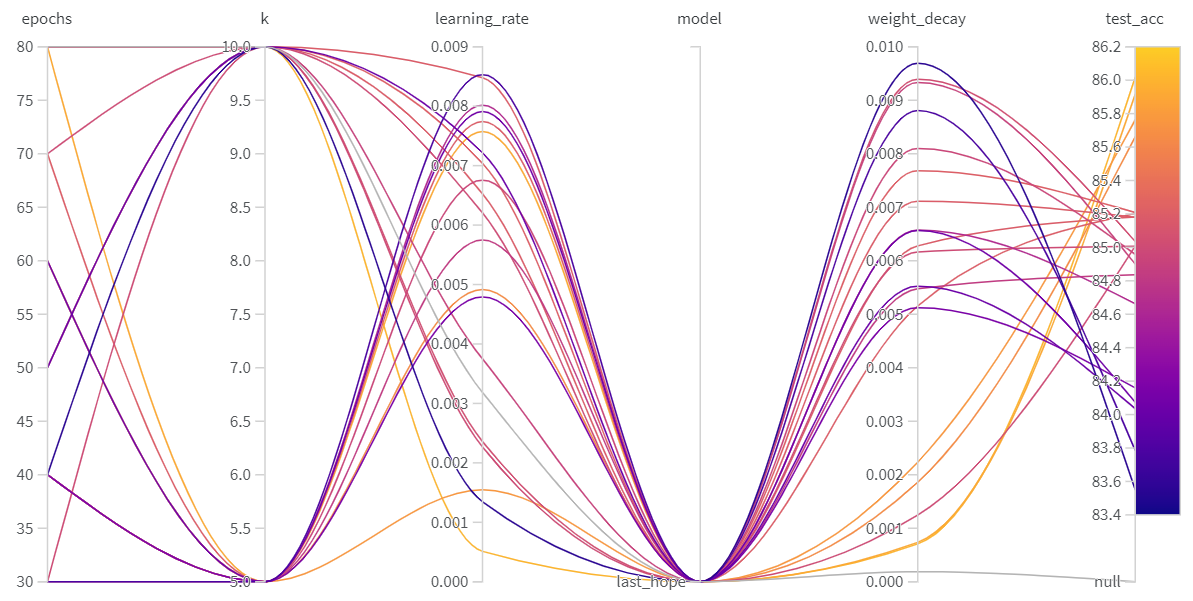 epochs k learning_rate model weight_decay test_acc
80 10.0 0.009 0.010 86.2
75 9.5 0.008 0.009 86.0
70 9.0 0.007 0.008 85.8
65 8.5 0.006 0.007 85.6
60 8.0 0.005 0.006 85.4
55 7.5 0.004 0.005 85.2
50 7.0 0.003 0.004 85.0
45 6.5 0.002 0.003 84.8
40 6.0 0.001 0.002 84.6
35 5.5 0.000 0.001 84.4
30 5.0 last_hope 0.000 84.2
84.0
83.8
83.6
83.4
null